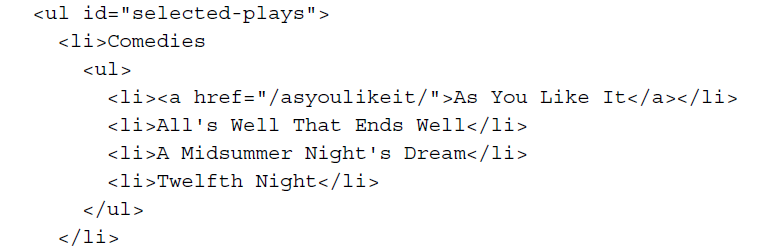 <ul id="selected-plays">
<li>Comedies
<ul>
<li><a href="/asyoulikeit/">As You Like It</a></li>
<li>All's Well That Ends Well</li>
<li>A Midsummer Night's Dream</li>
<li>Twelfth Night</li>
</ul>
</li>